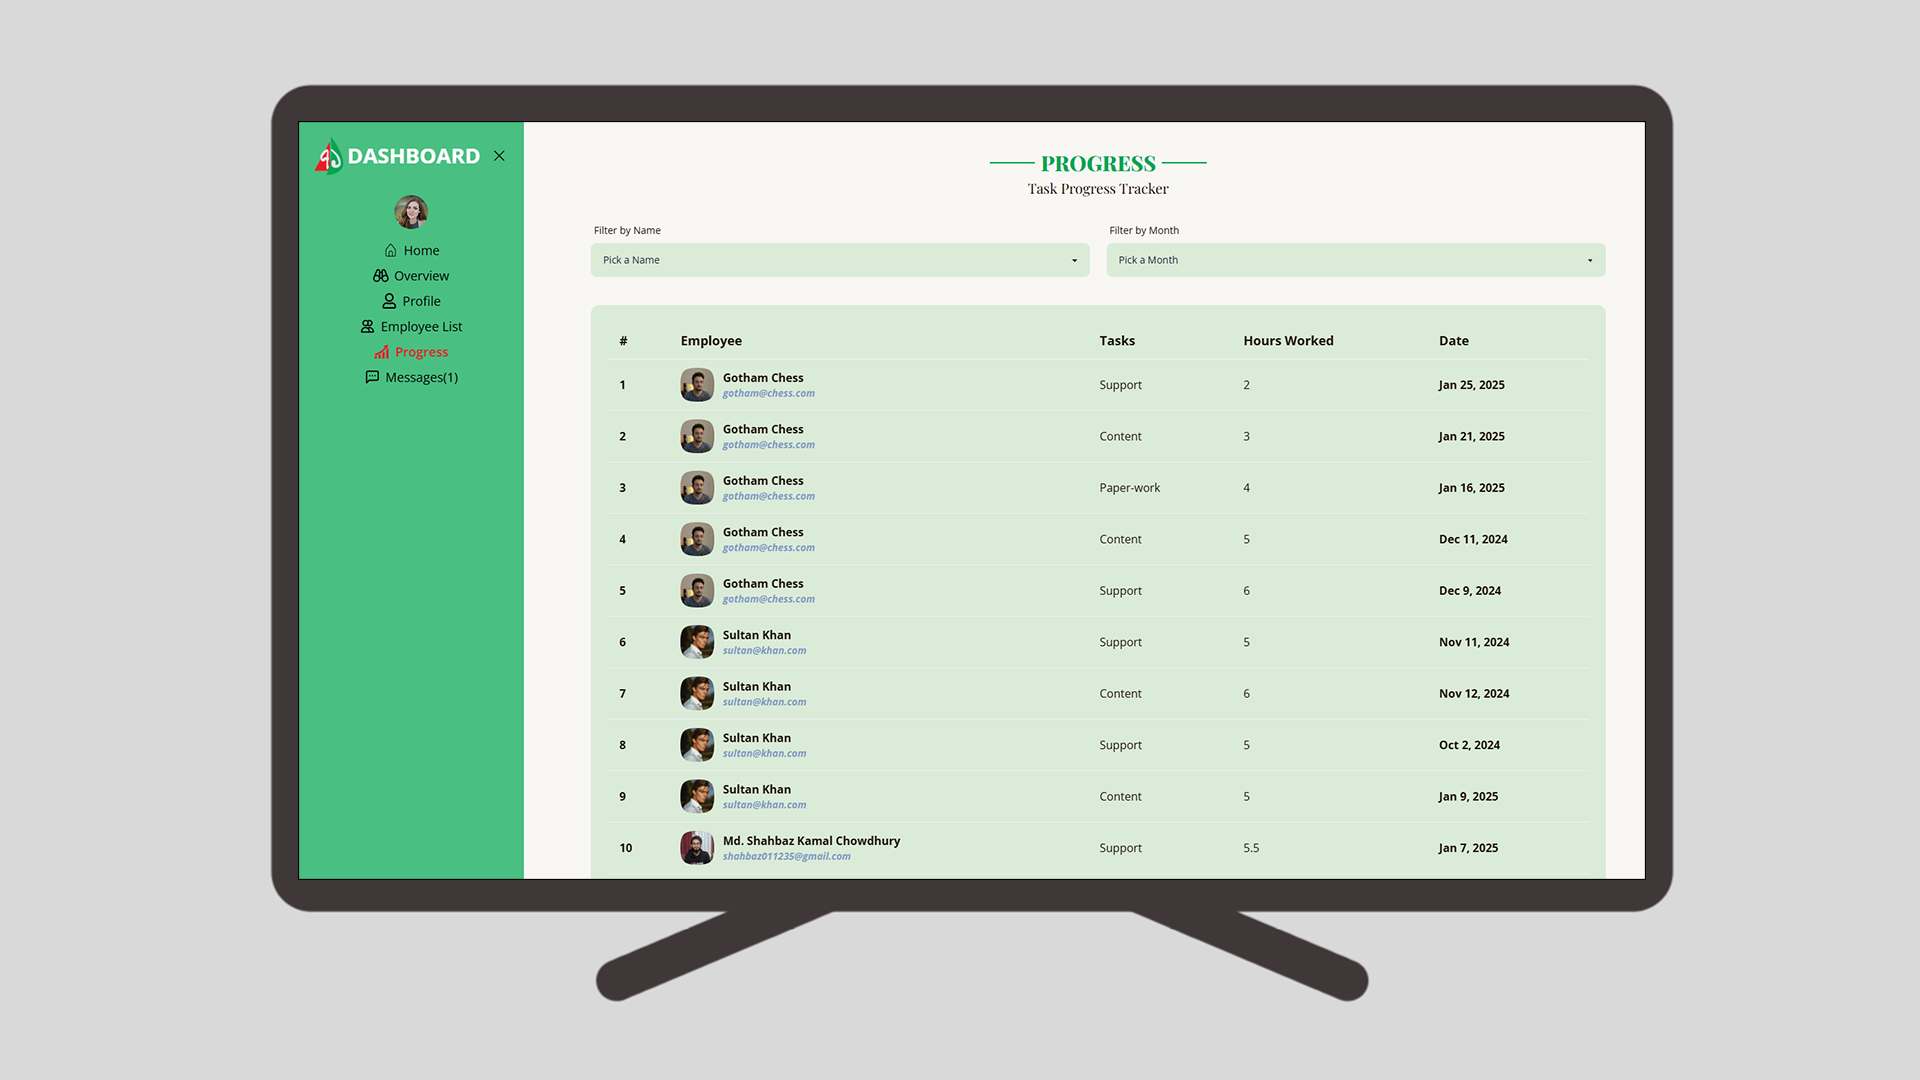 DASHBOARD
Home
Overview
Profile
Employee List
Progress
Messages(1)
PROGRESS
Task Progress Tracker
Filter by Name
Filter by Month
Pick a Name
Pick a Month
# Employee Tasks Hours Worked Date
1 Gotham Chess Support 2 Jan 25, 2025
gotham@chess.com
2 Gotham Chess Content 3 Jan 21, 2025
gotham@chess.com
3 Gotham Chess Paper-work 4 Jan 16, 2025
gotham@chess.com
4 Gotham Chess Content 5 Dec 11, 2024
gotham@chess.com
5 Gotham Chess Support 6 Dec 9, 2024
gotham@chess.com
6 Sultan Khan Support 5 Nov 11, 2024
sultan@khan.com
7 Sultan Khan Content 6 Nov 12, 2024
sultan@khan.com
8 Sultan Khan Support 5 Oct 2, 2024
sultan@khan.com
9 Sultan Khan Content 5 Jan 9, 2025
sultan@khan.com
10 Md. Shahbaz Kamal Chowdhury Support 5.5 Jan 7, 2025
shahbaz011235@gmail.com